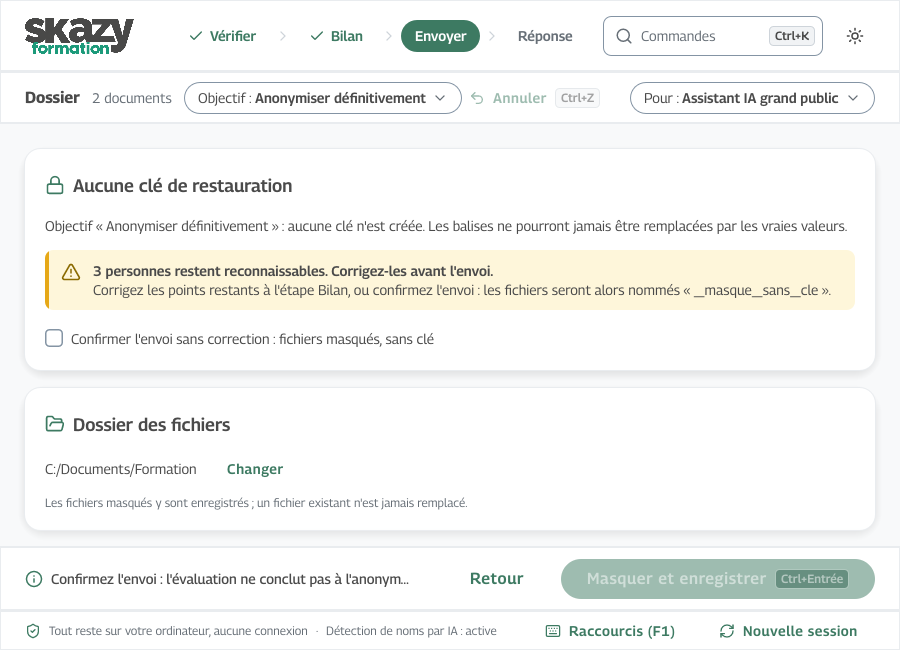 skazy
formation
Vérifier
Bilan
Envoyer
Réponse
Commandes
Ctrl+K
Dossier
2 documents
Objectif : Anonymiser définitivement
Annuler
Ctrl+Z
Pour : Assistant IA grand public
Aucune clé de restauration
Objectif « Anonymiser définitivement » : aucune clé n'est créée. Les balises ne pourront jamais être remplacées par les vraies valeurs.
3 personnes restent reconnaissables. Corrigez-les avant l'envoi.
Corrigez les points restants à l'étape Bilan, ou confirmez l'envoi : les fichiers seront alors nommés « __masque_sans_cle ».
Confirmer l'envoi sans correction : fichiers masqués, sans clé
Dossier des fichiers
C:/Documents/Formation
Changer
Les fichiers masqués y sont enregistrés ; un fichier existant n'est jamais remplacé.
Confirmez l'envoi : l'évaluation ne conclut pas à l'anonym...
Retour
Masquer et enregistrer
Ctrl+Entrée
Tout reste sur votre ordinateur, aucune connexion · Détection de noms par IA : active
Raccourcis (F1)
Nouvelle session